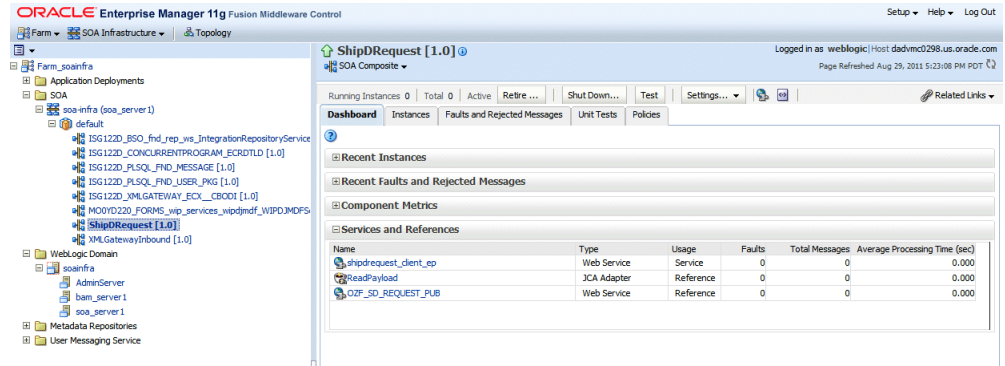 ORACLE Enterprise Manager 11g Fusion Middleware Control
Setup Help Log Out
Farm SOA Infrastructure Topology
Farm_soainfra
Application Deployments
SOA
soa-infra (soa_server1)
default
ISG122D_BSO_fnd_rep_ws_IntegrationRepositoryService
ISG122D_CONCURRENTPROGRAM_ECRDTLD [1.0]
ISG122D_PLSQL_FND_MESSAGE [1.0]
ISG122D_PLSQL_FND_USER_PKG [1.0]
ISG122D_XMLGATEWAY_ECX__CBODI [1.0]
MO0YD220_FORMS_wip_services_wipdjmdf_WIPDJMDFS
ShipDRequest [1.0]
XMLGatewayInbound [1.0]
WebLogic Domain
soainfra
AdminServer
bam_server1
soa_server1
Metadata Repositories
User Messaging Service
ShipDRequest [1.0]
Logged in as weblogic|Host dadvmc0298.us.oracle.com
SOA Composite
Page Refreshed Aug 29, 2011 5:23:08 PM PDT
Running Instances 0 Total 0 Active Retire ... Shut Down... Test Settings... Related Links
Dashboard Instances Faults and Rejected Messages Unit Tests Policies
Recent Instances
Recent Faults and Rejected Messages
Component Metrics
Services and References
Name Type Usage Faults Total Messages Average Processing Time (sec)
shipdrequest_client_ep Web Service Service 0 0 0.000
ReadPayload JCA Adapter Reference 0 0 0.000
OZF_SD_REQUEST_PUB Web Service Reference 0 0 0.000